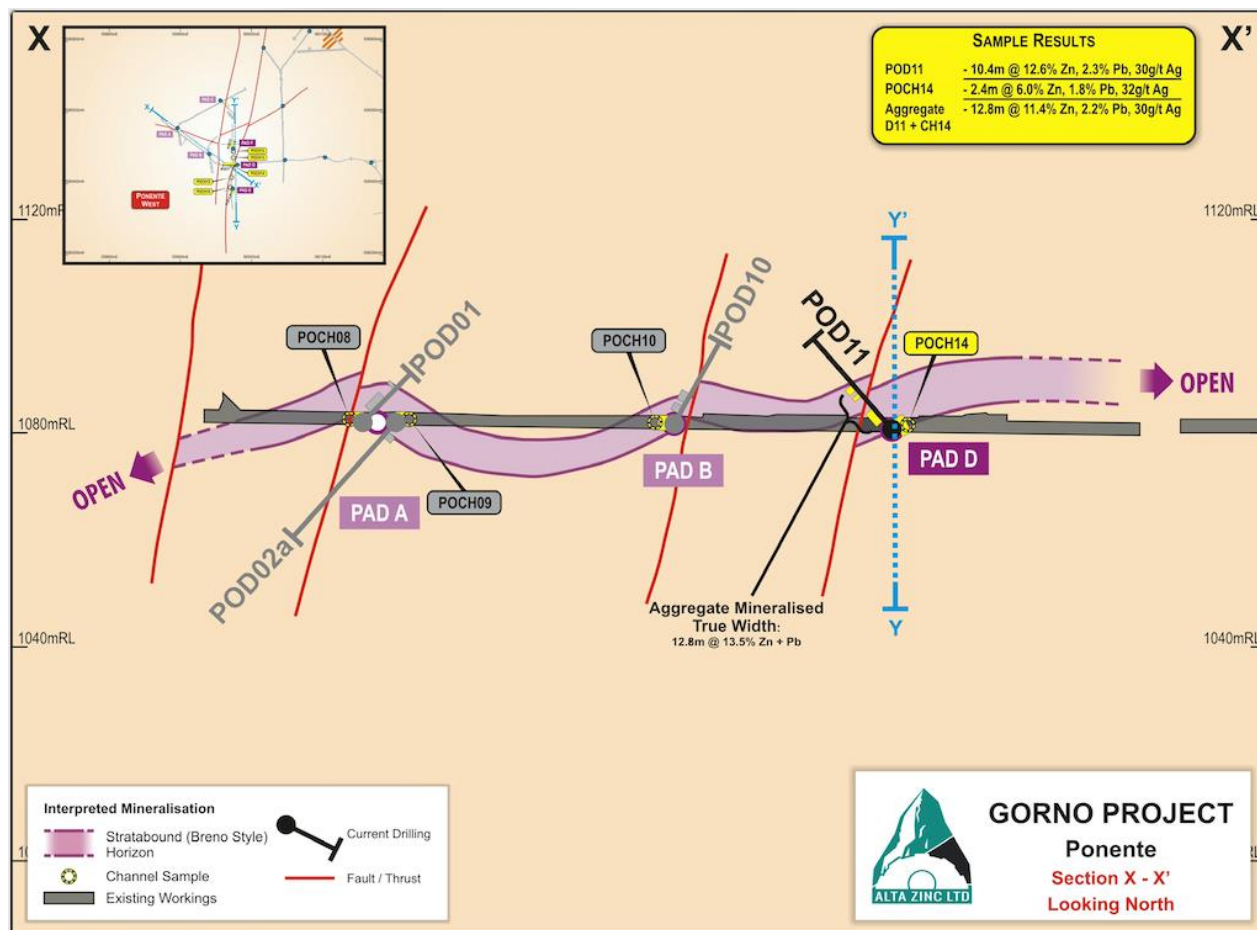 X
X'
SAMPLE RESULTS
POD11 - 10.4m @ 12.6% Zn, 2.3% Pb, 30g/t Ag
POCH14 - 2.4m @ 6.0% Zn, 1.8% Pb, 32g/t Ag
Aggregate - 12.8m @ 11.4% Zn, 2.2% Pb, 30g/t Ag
D11 + CH14
X
Y'
PAD A
PAD B
PAD D
X'
Y
PONENTE
WEST
1120mRL
1120mRL
Y'
POCH08
POD01
POCH10
POD10
POD11
POCH14
OPEN
1080mRL
1080mRL
OPEN
PAD A
POCH09
PAD B
PAD D
POD02a
Aggregate Mineralised
True Width:
12.8m @ 13.5% Zn + Pb
Y
1040mRL
1040mRL
Interpreted Mineralisation
Stratabound (Breno Style)
Horizon
Channel Sample
Existing Workings
Current Drilling
Fault / Thrust
ALTA ZINC LTD
GORNO PROJECT
Ponente
Section X - X'
Looking North